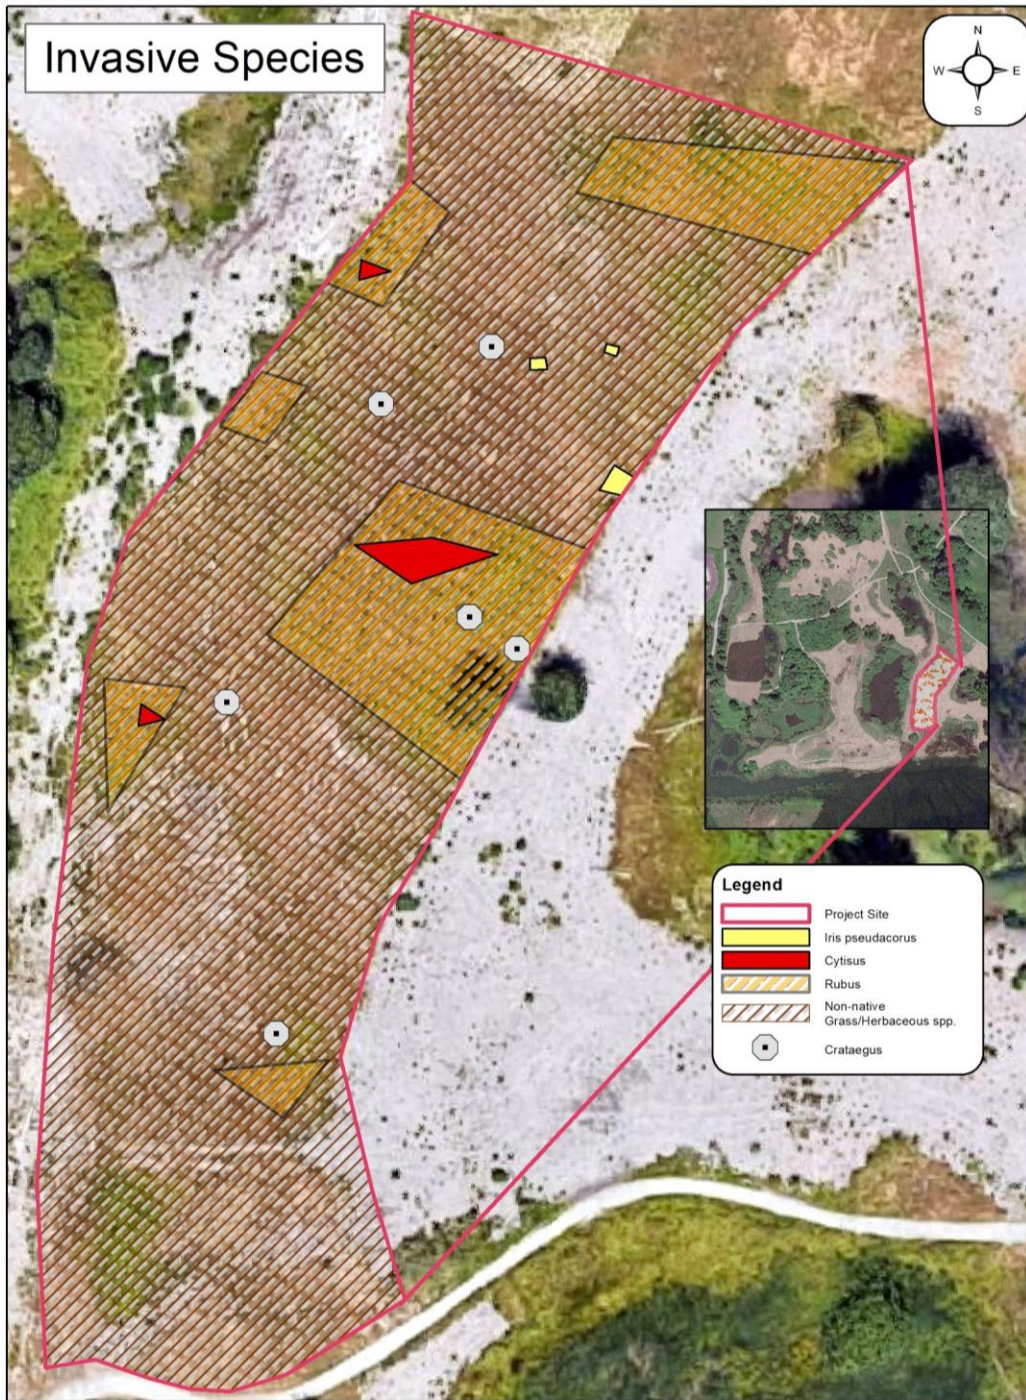 Invasive Species
N
W E
S
Legend
Project Site
Iris pseudacorus
Cytisus
Rubus
Non-native
Grass/Herbaceous spp.
Crataegus